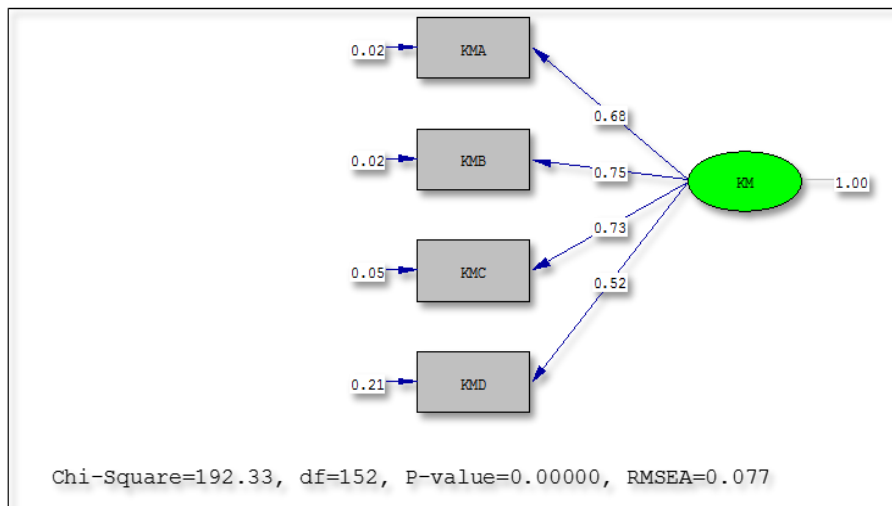 0.02 KMA
0.68
0.02 KMB
0.75
KM 1.00
0.73
0.05 KMC
0.52
0.21 KMD
Chi-Square=192.33, df=152, P-value=0.00000, RMSEA=0.077